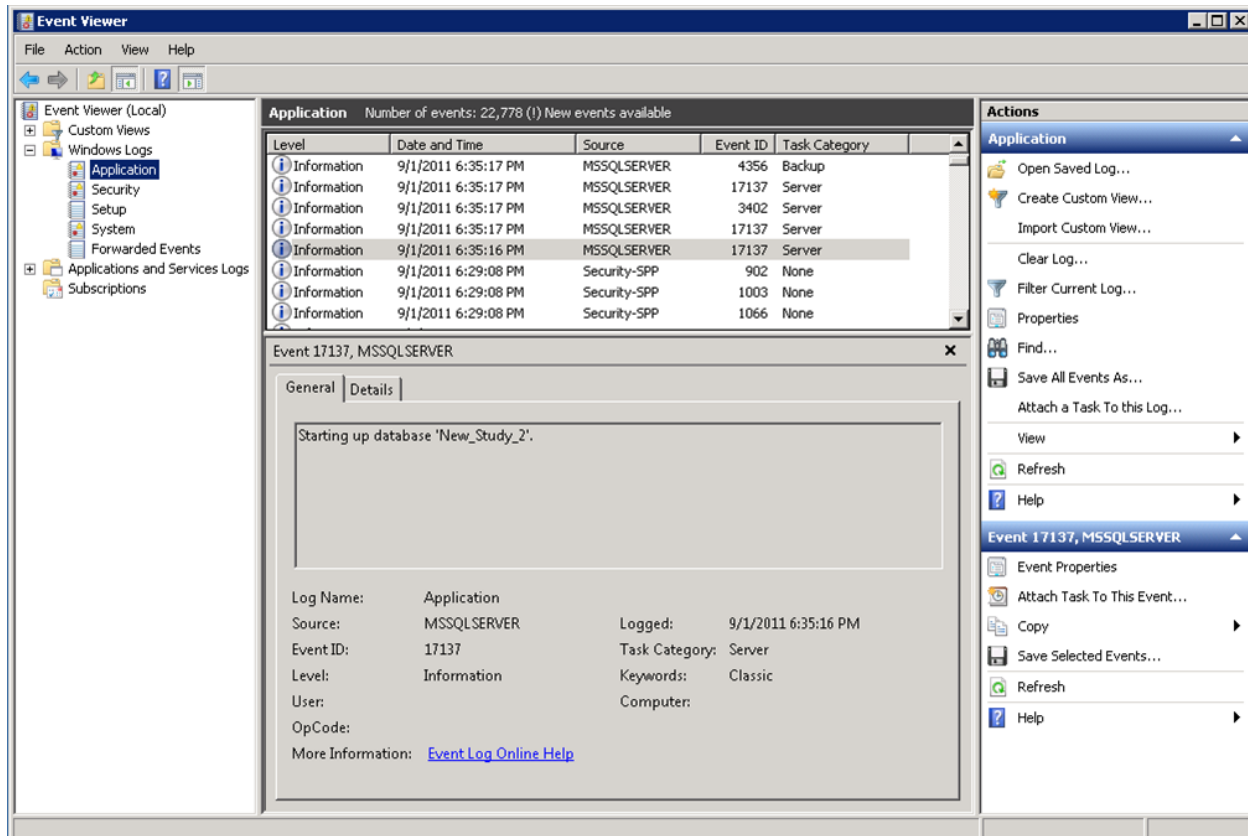 Event Viewer
File Action View Help
Event Viewer (Local)
Custom Views
Windows Logs
Application
Security
Setup
System
Forwarded Events
Applications and Services Logs
Subscriptions
Application Number of events: 22,778 (!) New events available
Level Date and Time Source Event ID Task Category
Information 9/1/2011 6:35:17 PM MSSQLSERVER 4356 Backup
Information 9/1/2011 6:35:17 PM MSSQLSERVER 17137 Server
Information 9/1/2011 6:35:17 PM MSSQLSERVER 3402 Server
Information 9/1/2011 6:35:17 PM MSSQLSERVER 17137 Server
Information 9/1/2011 6:35:16 PM MSSQLSERVER 17137 Server
Information 9/1/2011 6:29:08 PM Security-SPP 902 None
Information 9/1/2011 6:29:08 PM Security-SPP 1003 None
Information 9/1/2011 6:29:08 PM Security-SPP 1066 None
Event 17137, MSSQLSERVER
General Details
Starting up database 'New_Study_2'.
Log Name: Application
Source: MSSQLSERVER Logged: 9/1/2011 6:35:16 PM
Event ID: 17137 Task Category: Server
Level: Information Keywords: Classic
User: Computer:
OpCode:
More Information: Event Log Online Help
Actions
Application
Open Saved Log...
Create Custom View...
Import Custom View...
Clear Log...
Filter Current Log...
Properties
Find...
Save All Events As...
Attach a Task To this Log...
View
Refresh
Help
Event 17137, MSSQLSERVER
Event Properties
Attach Task To This Event...
Copy
Save Selected Events...
Refresh
Help